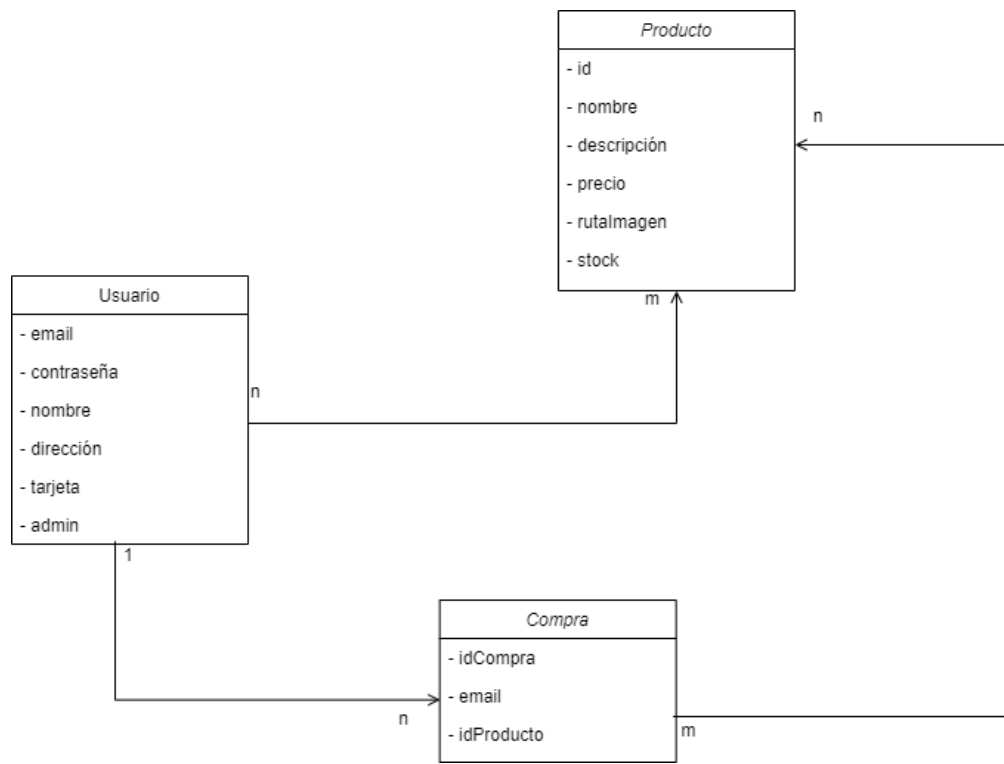 Producto
- id
- nombre
- descripción
- precio
- rutaImagen
- stock
n
m
Usuario
- email
- contraseña
- nombre
- dirección
- tarjeta
- admin
n
1
Compra
- idCompra
- email
- idProducto
n
m